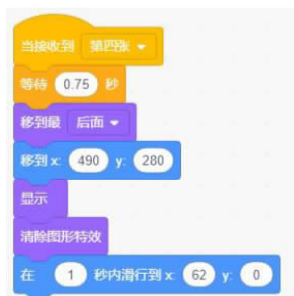 当接收到 第四张
等待 0.75 秒
移到最 后面
移到 x: 490 y: 280
显示
清除图形特效
在 1 秒内滑行到 x: 62 y: 0